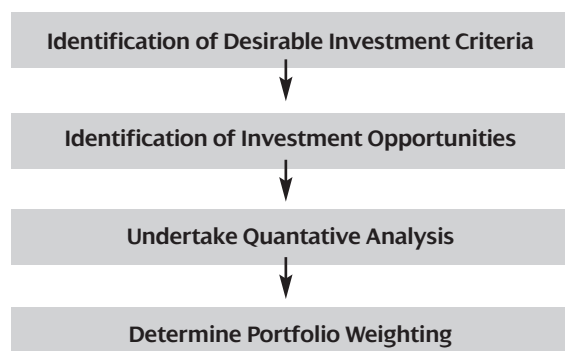 Identification of Desirable Investment Criteria
Identification of Investment Opportunities
Undertake Quantative Analysis
Determine Portfolio Weighting